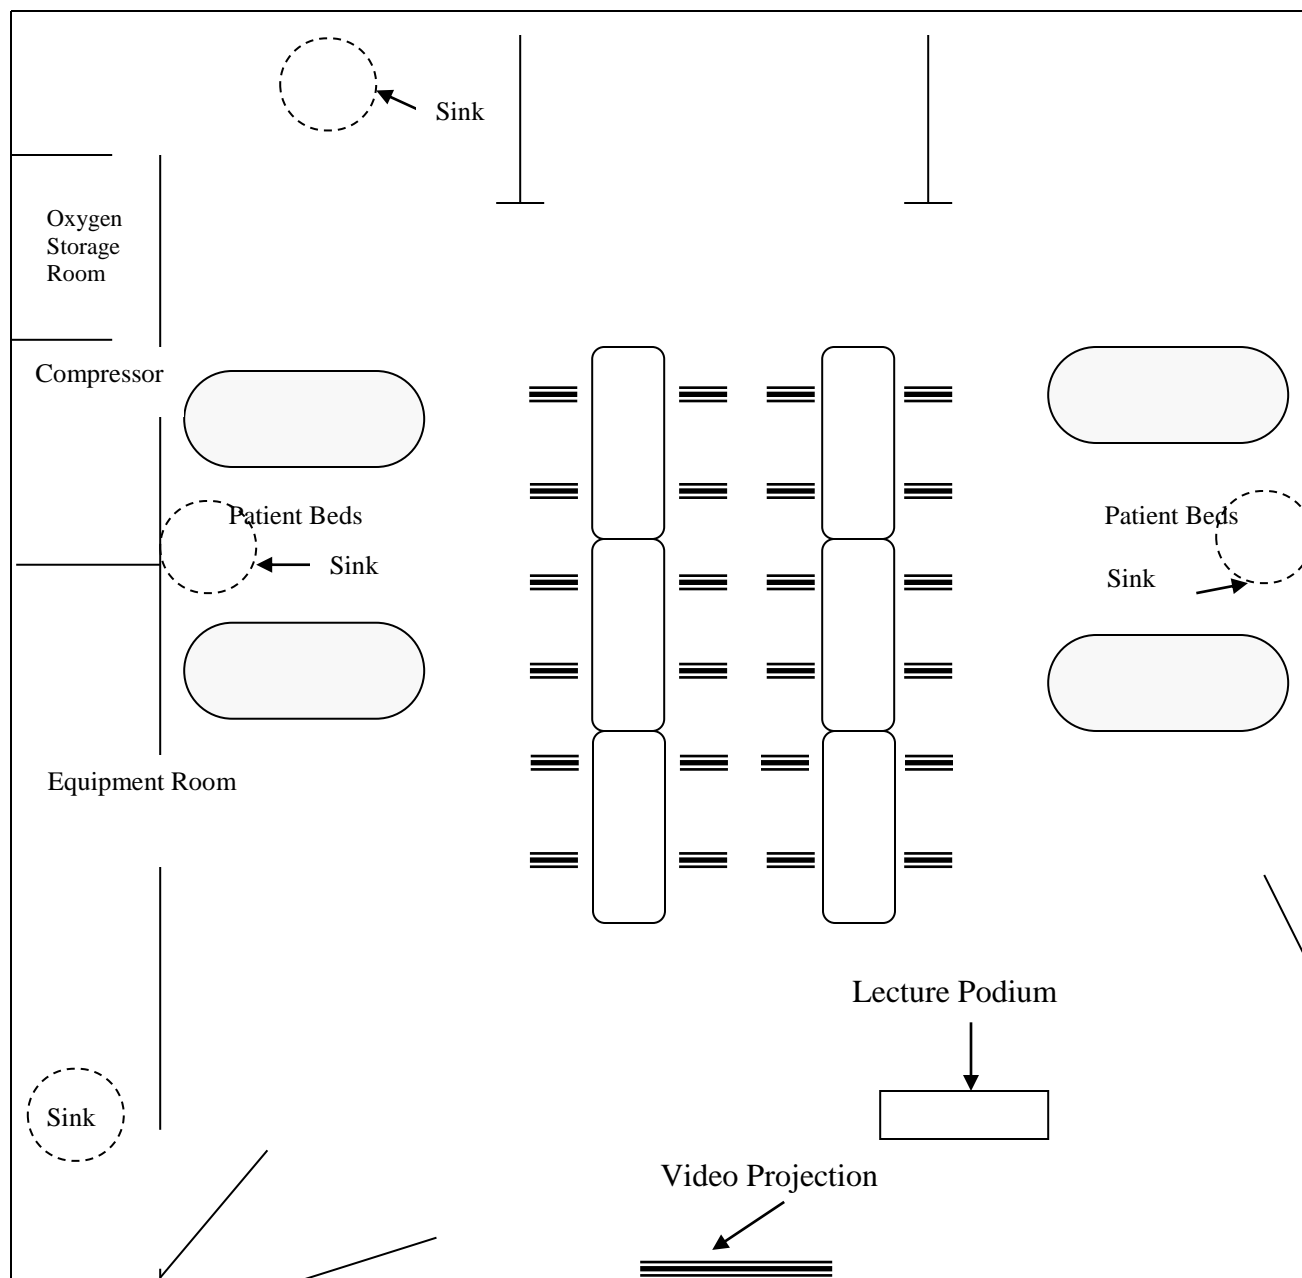 Sink
Oxygen
Storage
Room
Compressor
Patient Beds
Patient Beds
Sink
Sink
Equipment Room
Lecture Podium
Sink
Video Projection